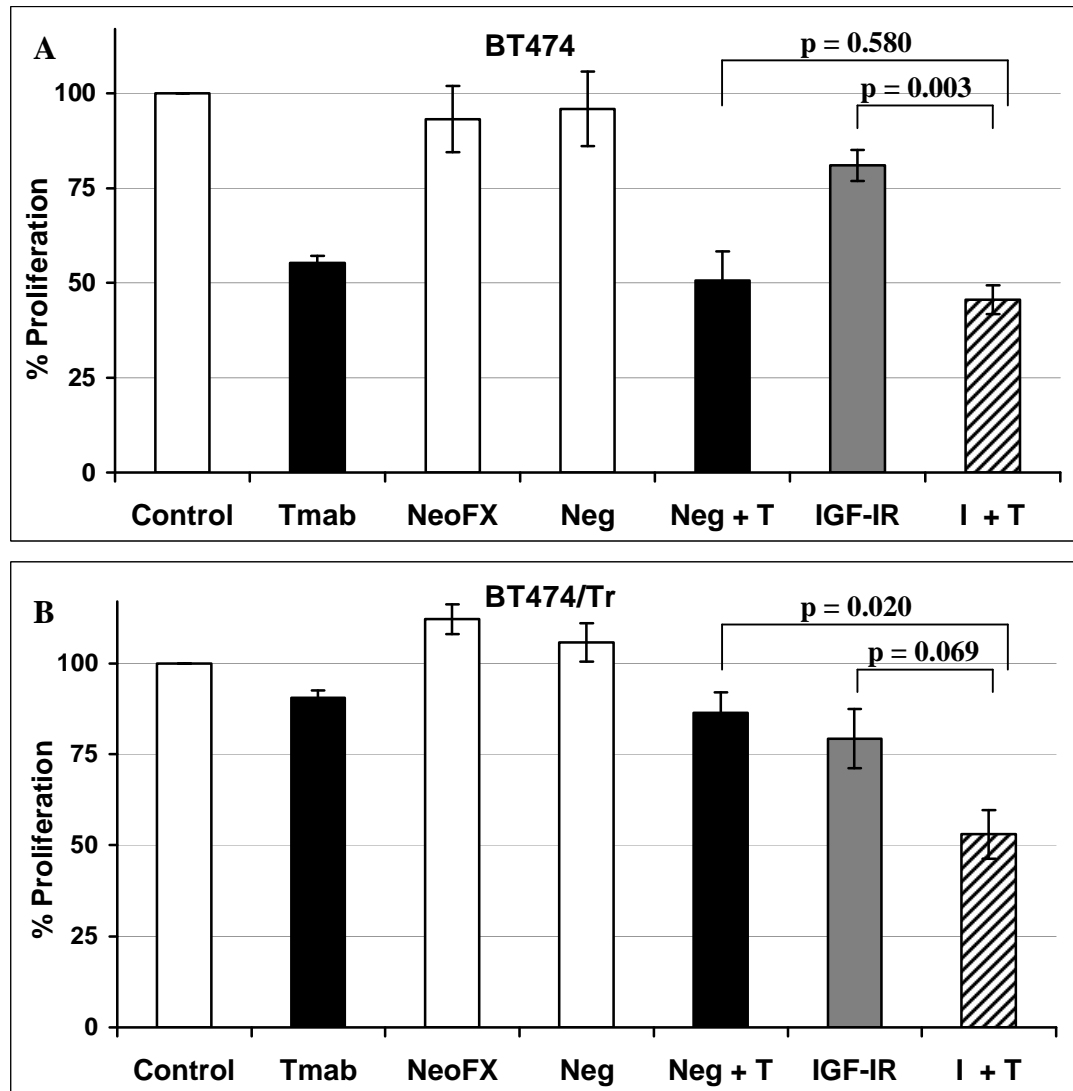 A
BT474
p = 0.580
p = 0.003
100
75
50
25
0
% Proliferation
Control Tmab NeoFX Neg Neg + T IGF-IR I + T
B
BT474/Tr
p = 0.020
p = 0.069
100
75
50
25
0
% Proliferation
Control Tmab NeoFX Neg Neg + T IGF-IR I + T